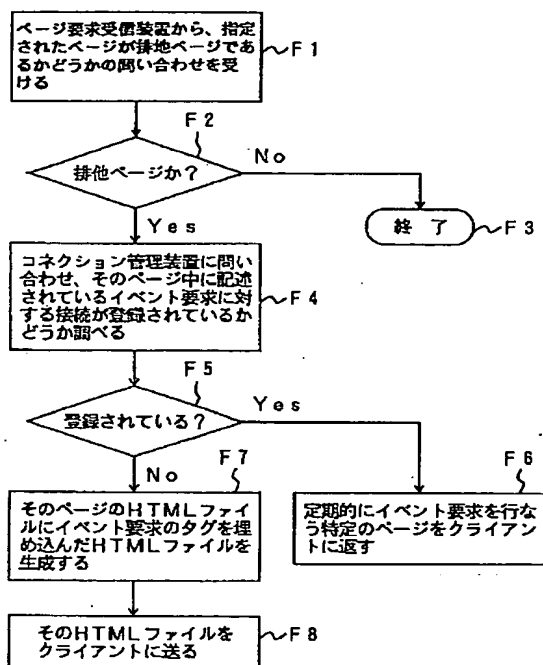 ページ要求受信装置から、指定
されたページが排地ページであ
るかどうかの問い合わせを受
ける
F1
F2
排他ページか?
No
Yes
終了
F3
コネクション管理装置に問い
合わせ、そのページ中に記述
されているイベント要求に対
する接続が登録されているか
どうか調べる
F4
F5
登録されている?
Yes
No
F7
F6
そのページのHTMLファイ
ルにイベント要求のタグを埋
め込んだHTMLファイルを
生成する
定期的にイベント要求を行な
う特定のページをクライアン
トに返す
そのHTMLファイルを
クライアントに送る
F8